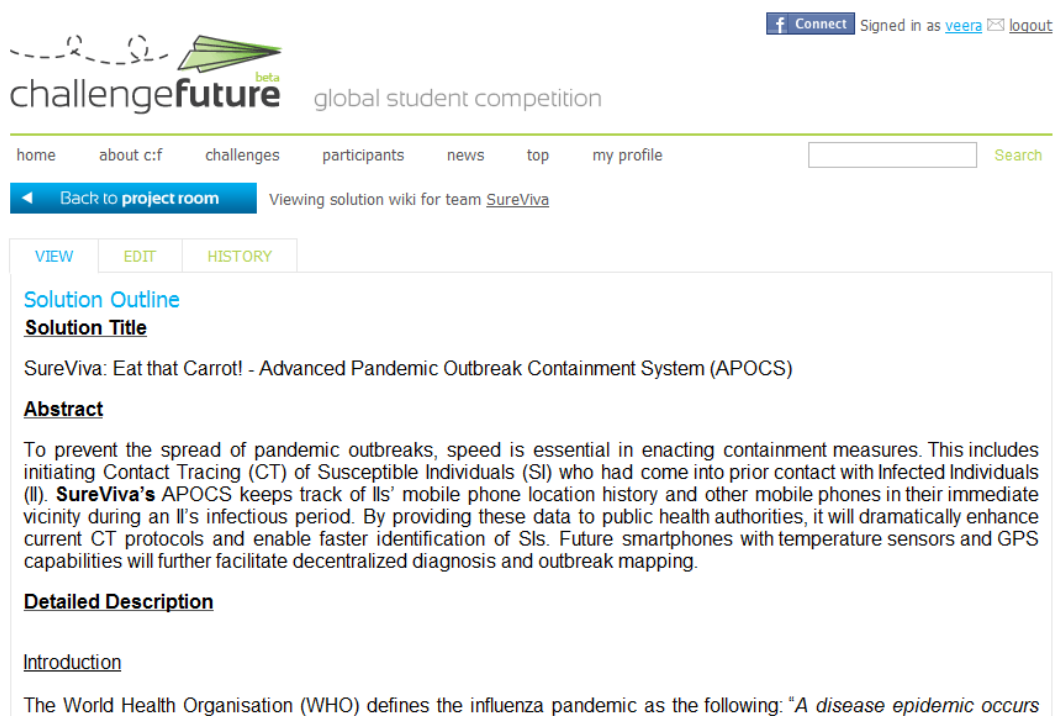 f Connect Signed in as veera logout
beta
challengefuture global student competition
home about c:f challenges participants news top my profile Search
Back to project room Viewing solution wiki for team SureViva
VIEW EDIT HISTORY
Solution Outline
Solution Title
SureViva: Eat that Carrot! - Advanced Pandemic Outbreak Containment System (APOCS)
Abstract
To prevent the spread of pandemic outbreaks, speed is essential in enacting containment measures. This includes
initiating Contact Tracing (CT) of Susceptible Individuals (SI) who had come into prior contact with Infected Individuals
(II). SureViva's APOCS keeps track of IIs' mobile phone location history and other mobile phones in their immediate
vicinity during an II's infectious period. By providing these data to public health authorities, it will dramatically enhance
current CT protocols and enable faster identification of SIs. Future smartphones with temperature sensors and GPS
capabilities will further facilitate decentralized diagnosis and outbreak mapping.
Detailed Description
Introduction
The World Health Organisation (WHO) defines the influenza pandemic as the following: "A disease epidemic occurs